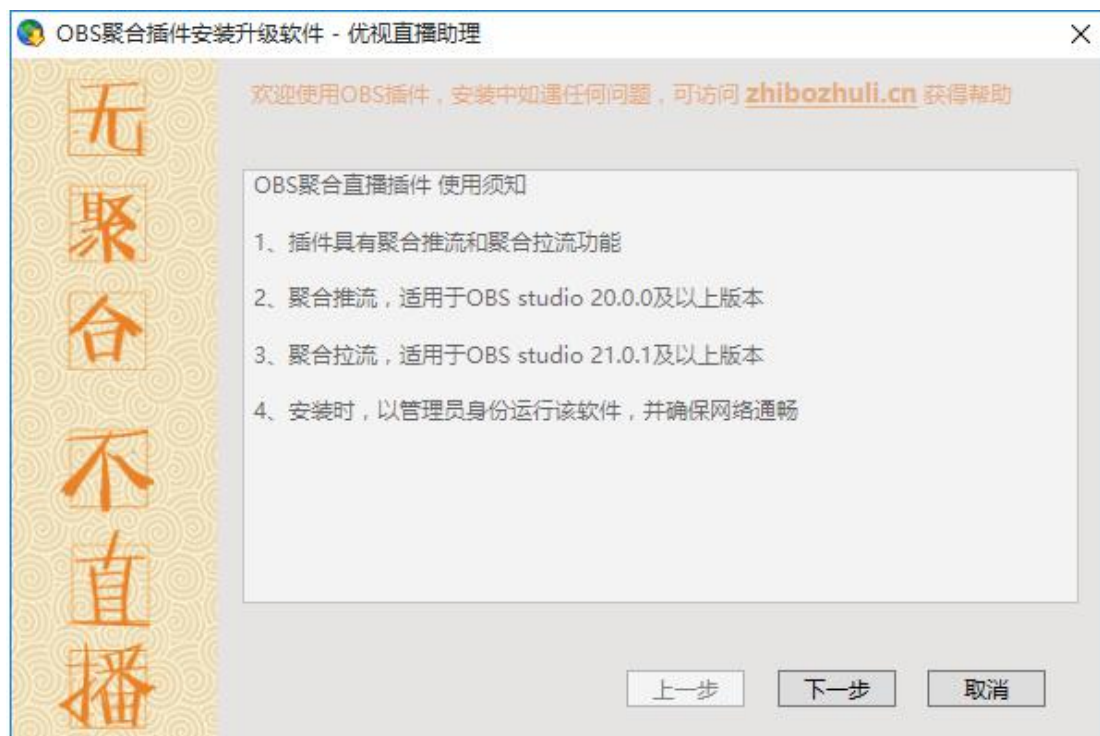 OBS聚合插件安装升级软件 - 优视直播助理
无聚合 不直播
欢迎使用OBS插件，安装中如遇任何问题，可访问 zhibozhuli.cn 获得帮助
OBS聚合直播插件 使用须知
1、插件具有聚合推流和聚合拉流功能
2、聚合推流，适用于OBS studio 20.0.0及以上版本
3、聚合拉流，适用于OBS studio 21.0.1及以上版本
4、安装时，以管理员身份运行该软件，并确保网络通畅
上一步
下一步
取消